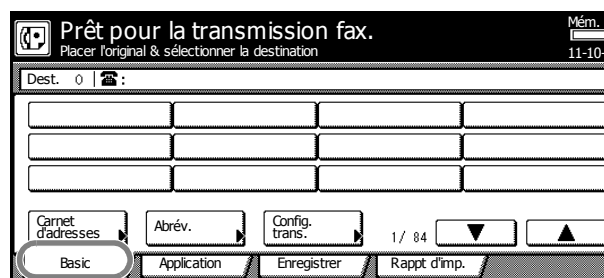 Prêt pour la transmission fax.
Placer l'original & sélectionner la destination
Mém.
11-10-
Dest. 0 ☎:
Carnet d'adresses
Abrév.
Config. trans.
1/ 84
Basic
Application
Enregistrer
Rappt d'imp.